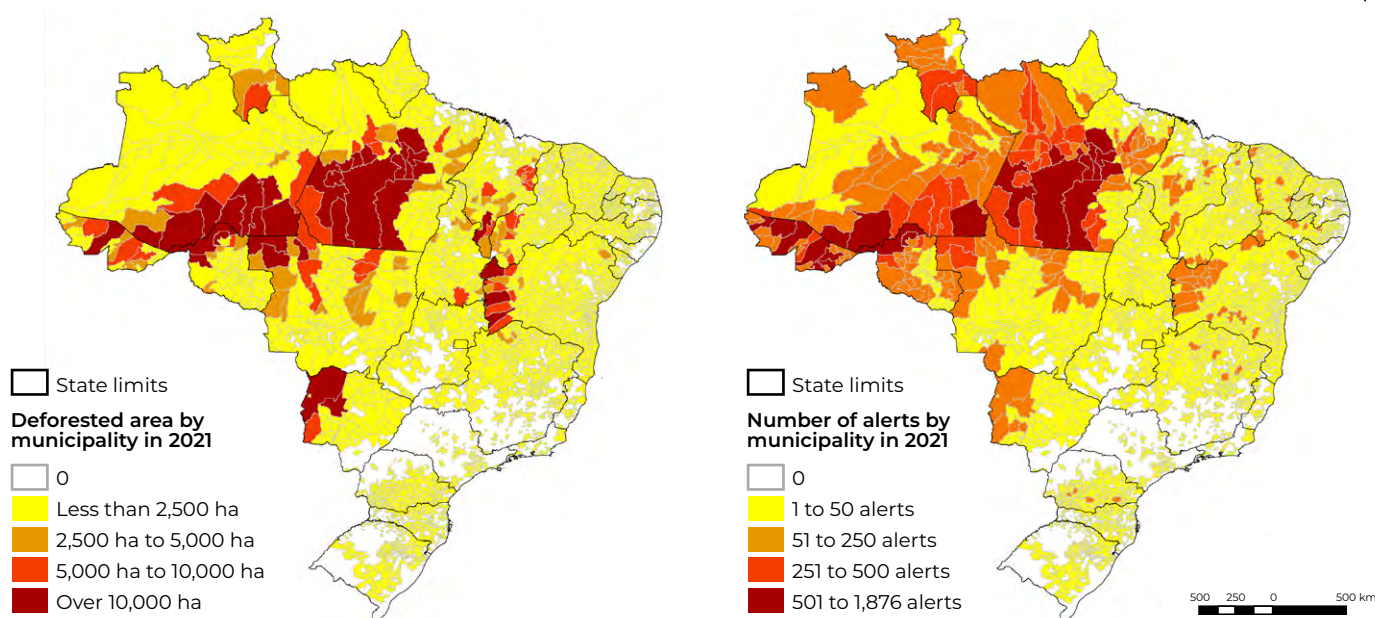 State limits
Deforested area by
municipality in 2021
0
Less than 2,500 ha
2,500 ha to 5,000 ha
5,000 ha to 10,000 ha
Over 10,000 ha
State limits
Number of alerts by
municipality in 2021
0
1 to 50 alerts
51 to 250 alerts
251 to 500 alerts
501 to 1,876 alerts
500 250 0 500 km